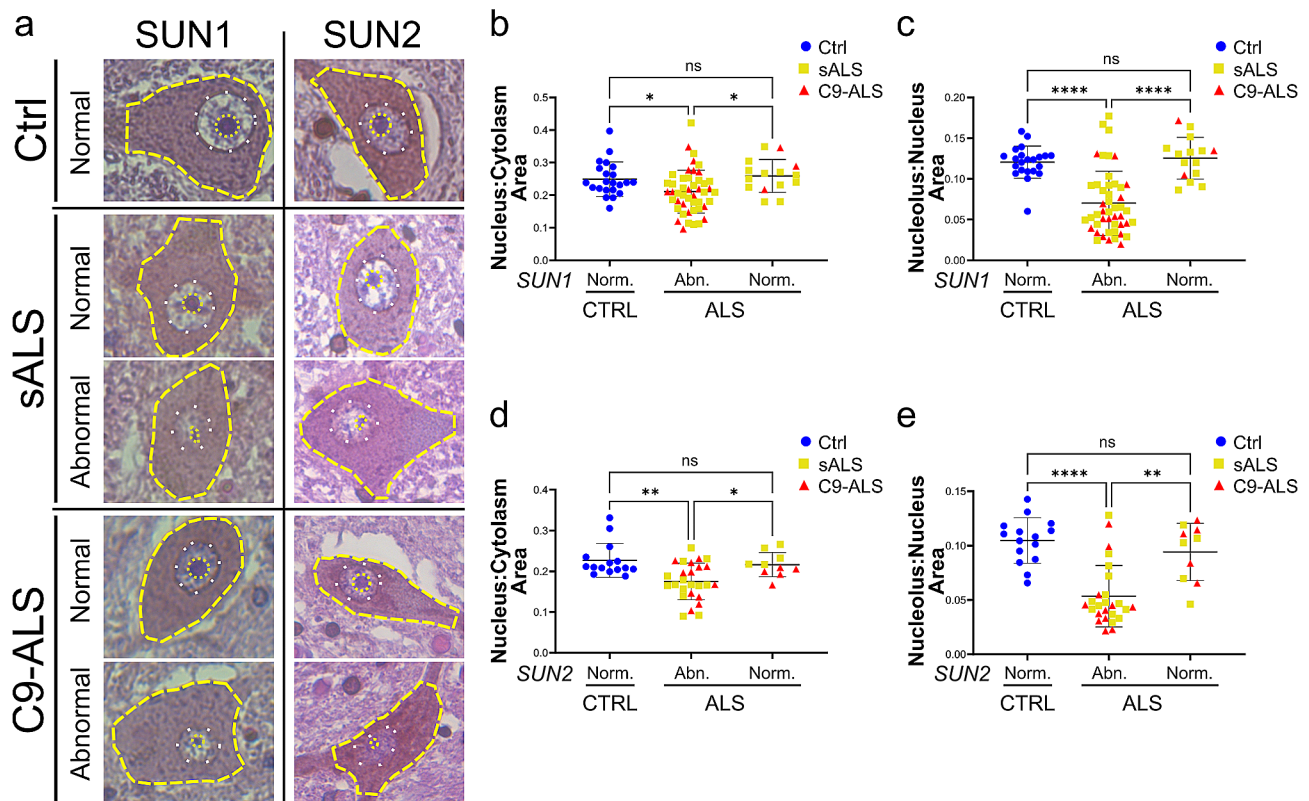 a
SUN1
SUN2
Ctrl
Normal
sALS
Normal
Abnormal
C9-ALS
Normal
Abnormal
b
Ctrl
sALS
C9-ALS
ns
*
*
Nucleus:Cytolasm
Area
0.5
0.4
0.3
0.2
0.1
0.0
SUN1
Norm.
Abn.
Norm.
CTRL
ALS
c
Ctrl
sALS
C9-ALS
ns
****
****
Nucleolus:Nucleus
Area
0.20
0.15
0.10
0.05
0.00
SUN1
Norm.
Abn.
Norm.
CTRL
ALS
d
Ctrl
sALS
C9-ALS
ns
**
*
Nucleus:Cytolasm
Area
0.4
0.3
0.2
0.1
0.0
SUN2
Norm.
Abn.
Norm.
CTRL
ALS
e
Ctrl
sALS
C9-ALS
ns
****
**
Nucleolus:Nucleus
Area
0.15
0.10
0.05
0.00
SUN2
Norm.
Abn.
Norm.
CTRL
ALS